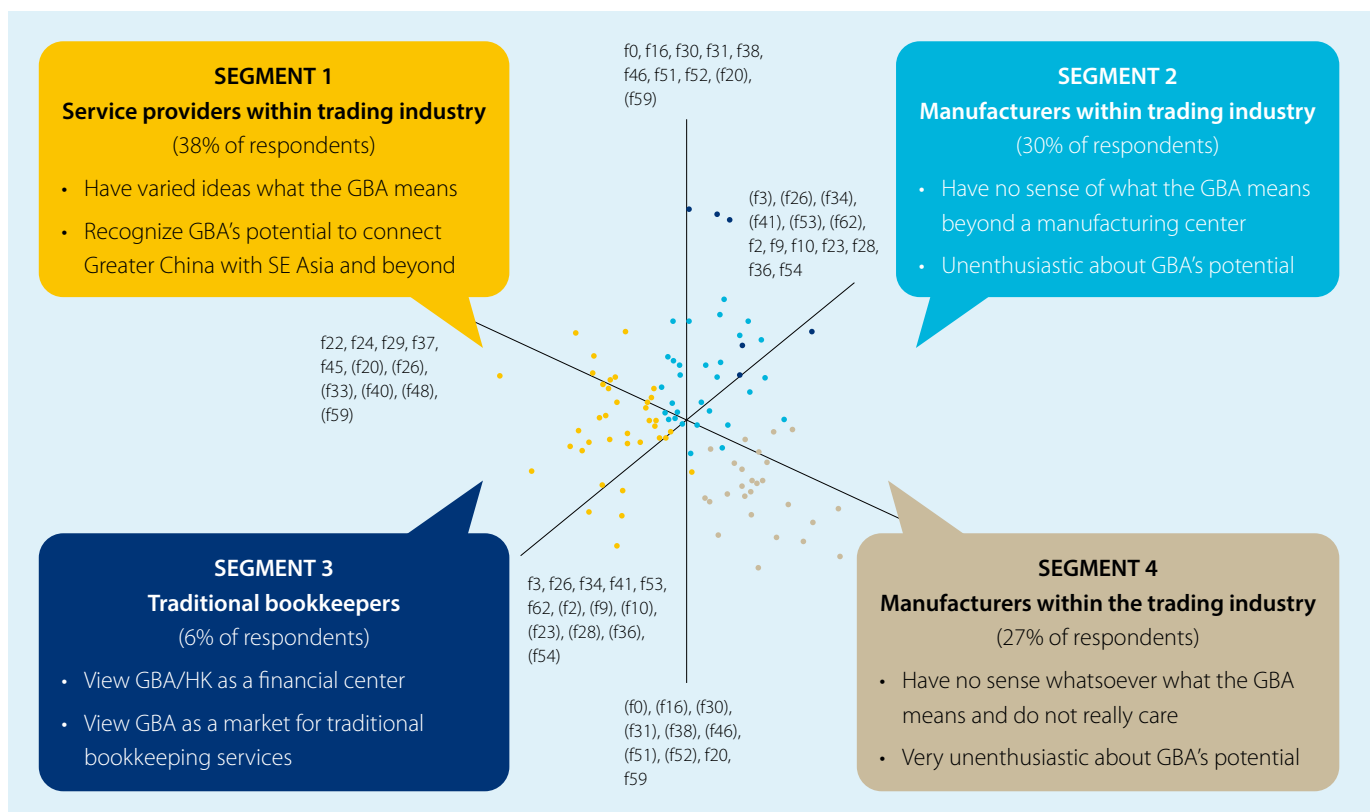 SEGMENT 1
Service providers within trading industry
(38% of respondents)
• Have varied ideas what the GBA means
• Recognize GBA's potential to connect
Greater China with SE Asia and beyond
f0, f16, f30, f31, f38,
f46, f51, f52, (f20),
(f59)
SEGMENT 2
Manufacturers within trading industry
(30% of respondents)
• Have no sense of what the GBA means
beyond a manufacturing center
• Unenthusiastic about GBA's potential
(f3), (f26), (f34),
(f41), (f53), (f62),
f2, f9, f10, f23, f28,
f36, f54
f22, f24, f29, f37,
f45, (f20), (f26),
(f33), (f40), (f48),
(f59)
SEGMENT 3
Traditional bookkeepers
(6% of respondents)
• View GBA/HK as a financial center
• View GBA as a market for traditional
bookkeeping services
f3, f26, f34, f41, f53,
f62, (f2), (f9), (f10),
(f23), (f28), (f36),
(f54)
(f0), (f16), (f30),
(f31), (f38), (f46),
(f51), (f52), f20,
f59
SEGMENT 4
Manufacturers within the trading industry
(27% of respondents)
• Have no sense whatsoever what the GBA
means and do not really care
• Very unenthusiastic about GBA's potential